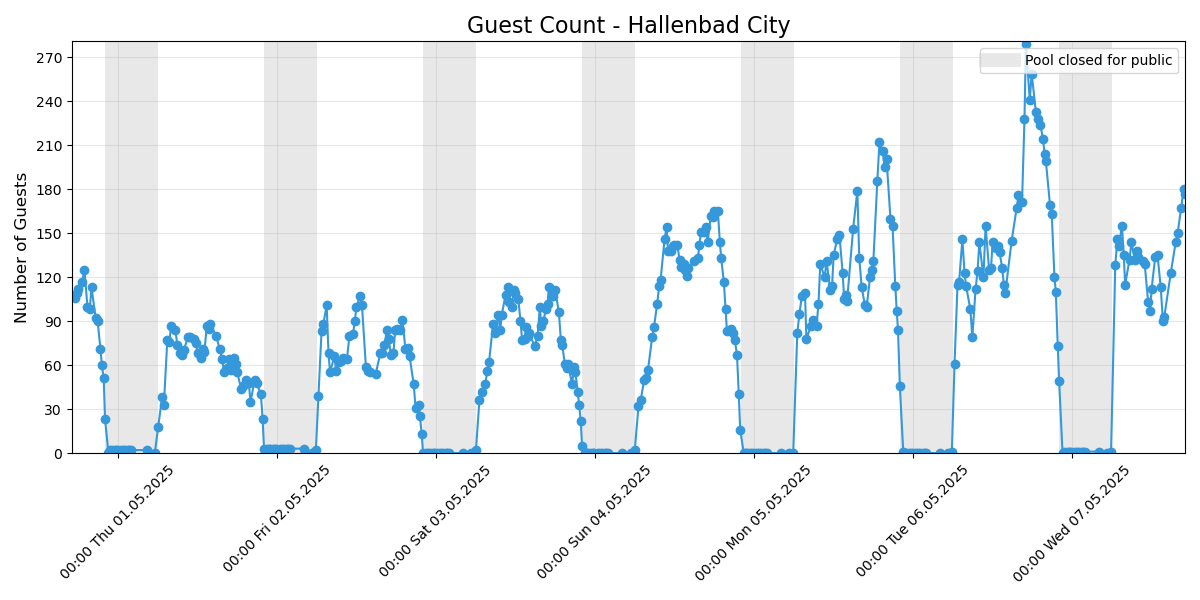 Guest Count - Hallenbad City
Pool closed for public
Number of Guests
270
240
210
180
150
120
90
60
30
0
00:00 Thu 01.05.2025
00:00 Fri 02.05.2025
00:00 Sat 03.05.2025
00:00 Sun 04.05.2025
00:00 Mon 05.05.2025
00:00 Tue 06.05.2025
00:00 Wed 07.05.2025